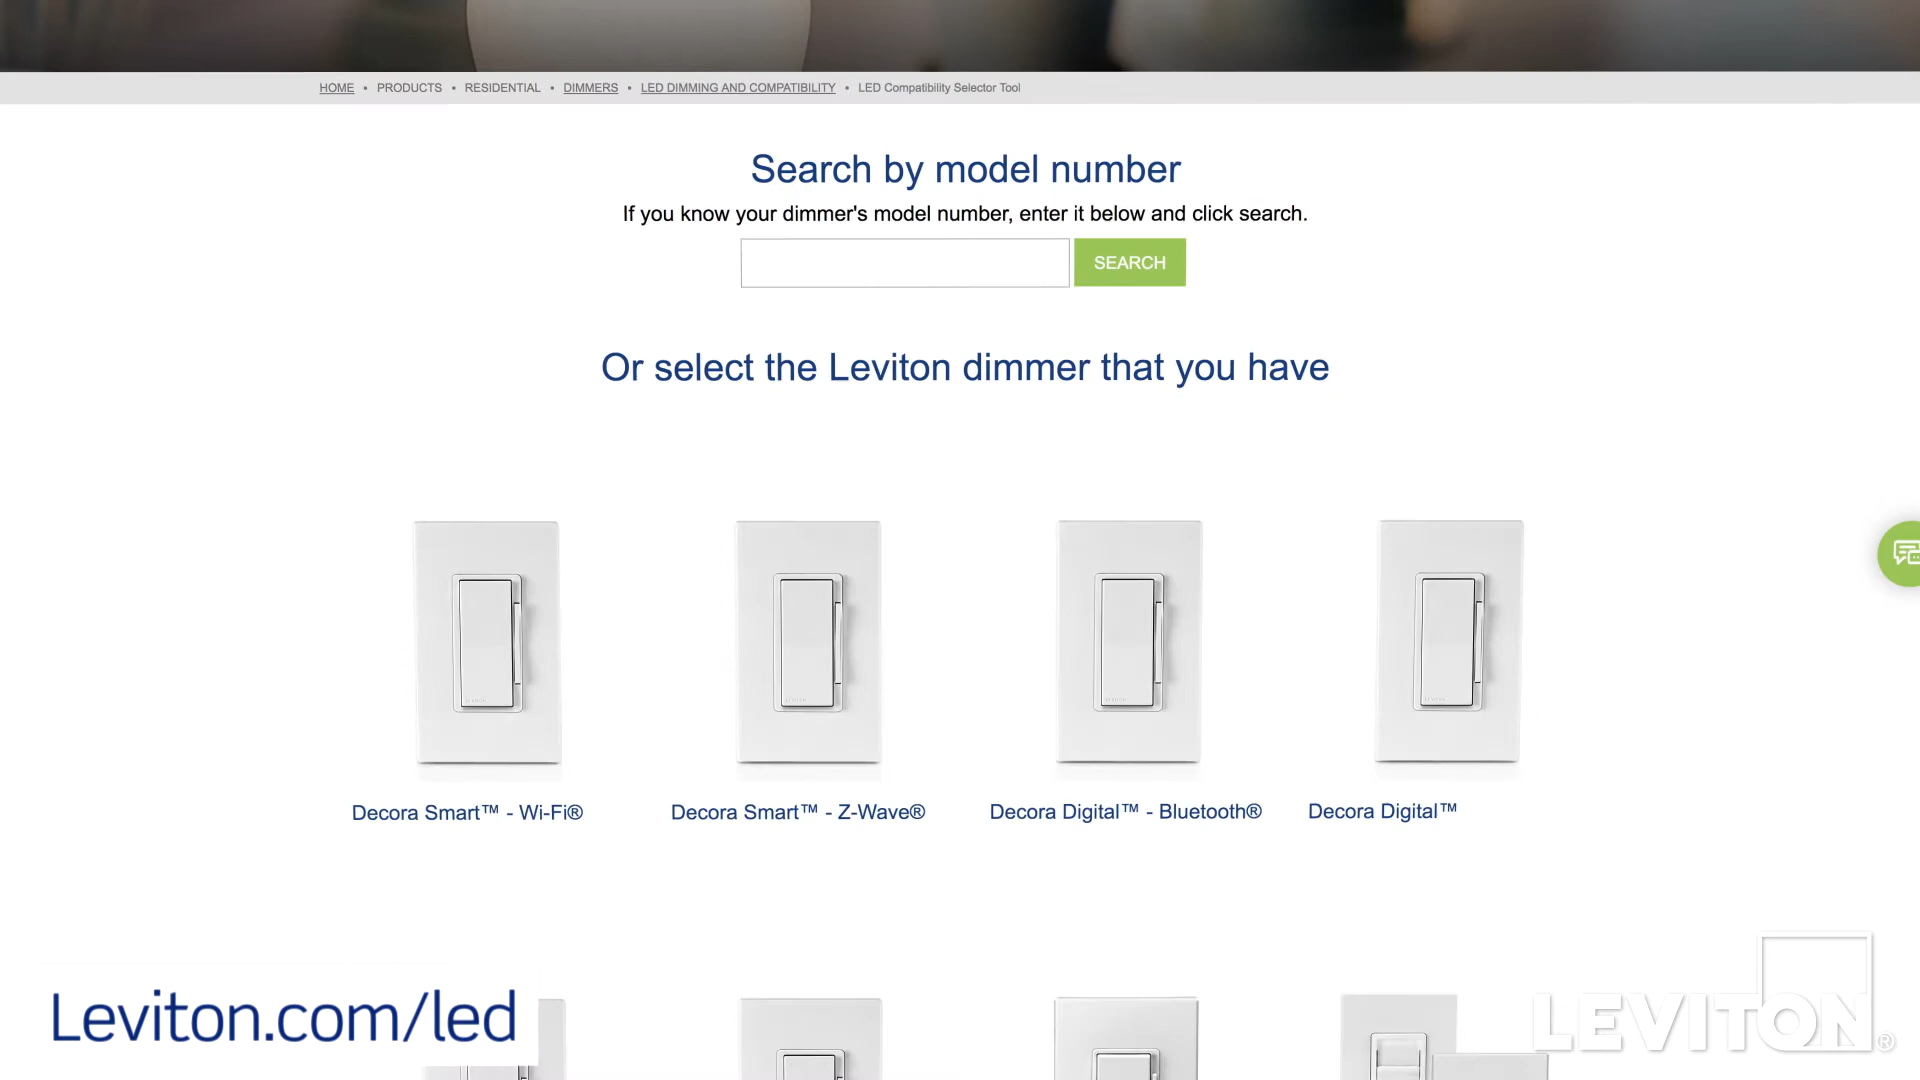 HOME • PRODUCTS • RESIDENTIAL • DIMMERS • LED DIMMING AND COMPATIBILITY • LED Compatibility Selector Tool
Search by model number
If you know your dimmer's model number, enter it below and click search.
SEARCH
Or select the Leviton dimmer that you have
Decora Smart™ - Wi-Fi®
Decora Smart™ - Z-Wave®
Decora Digital™ - Bluetooth®
Decora Digital™
Leviton.com/led
LEVITON®